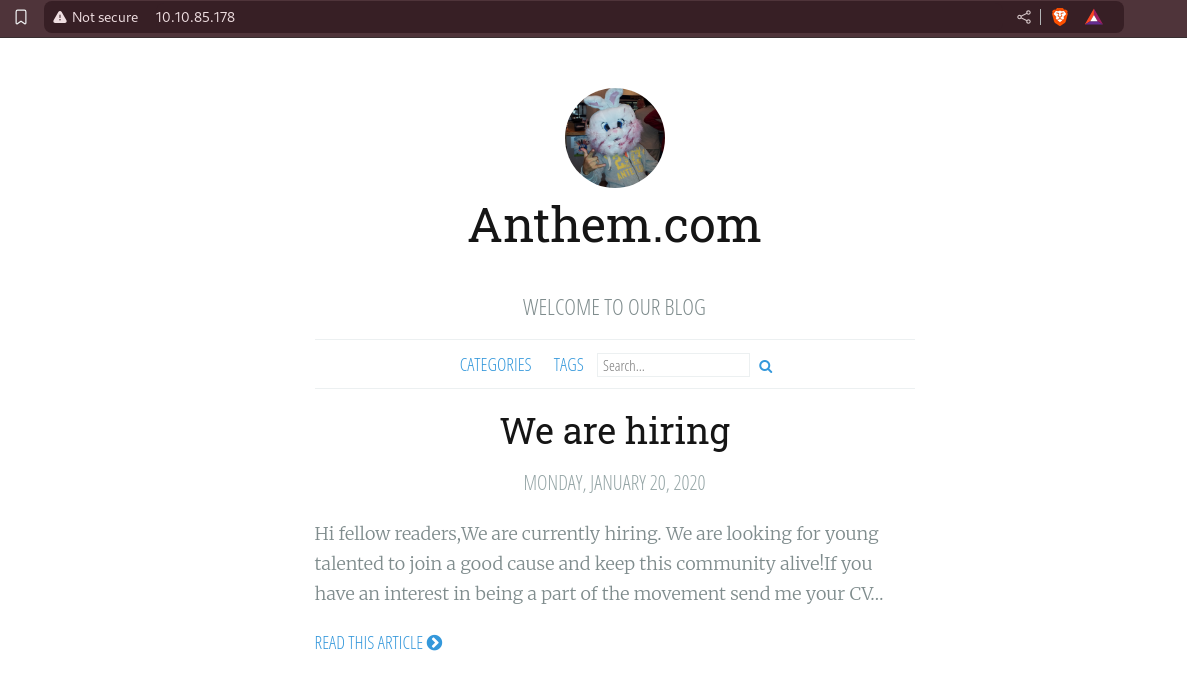 Not secure 10.10.85.178
Anthem.com
WELCOME TO OUR BLOG
CATEGORIES TAGS Search...
We are hiring
MONDAY, JANUARY 20, 2020
Hi fellow readers,We are currently hiring. We are looking for young
talented to join a good cause and keep this community alive!If you
have an interest in being a part of the movement send me your CV...
READ THIS ARTICLE